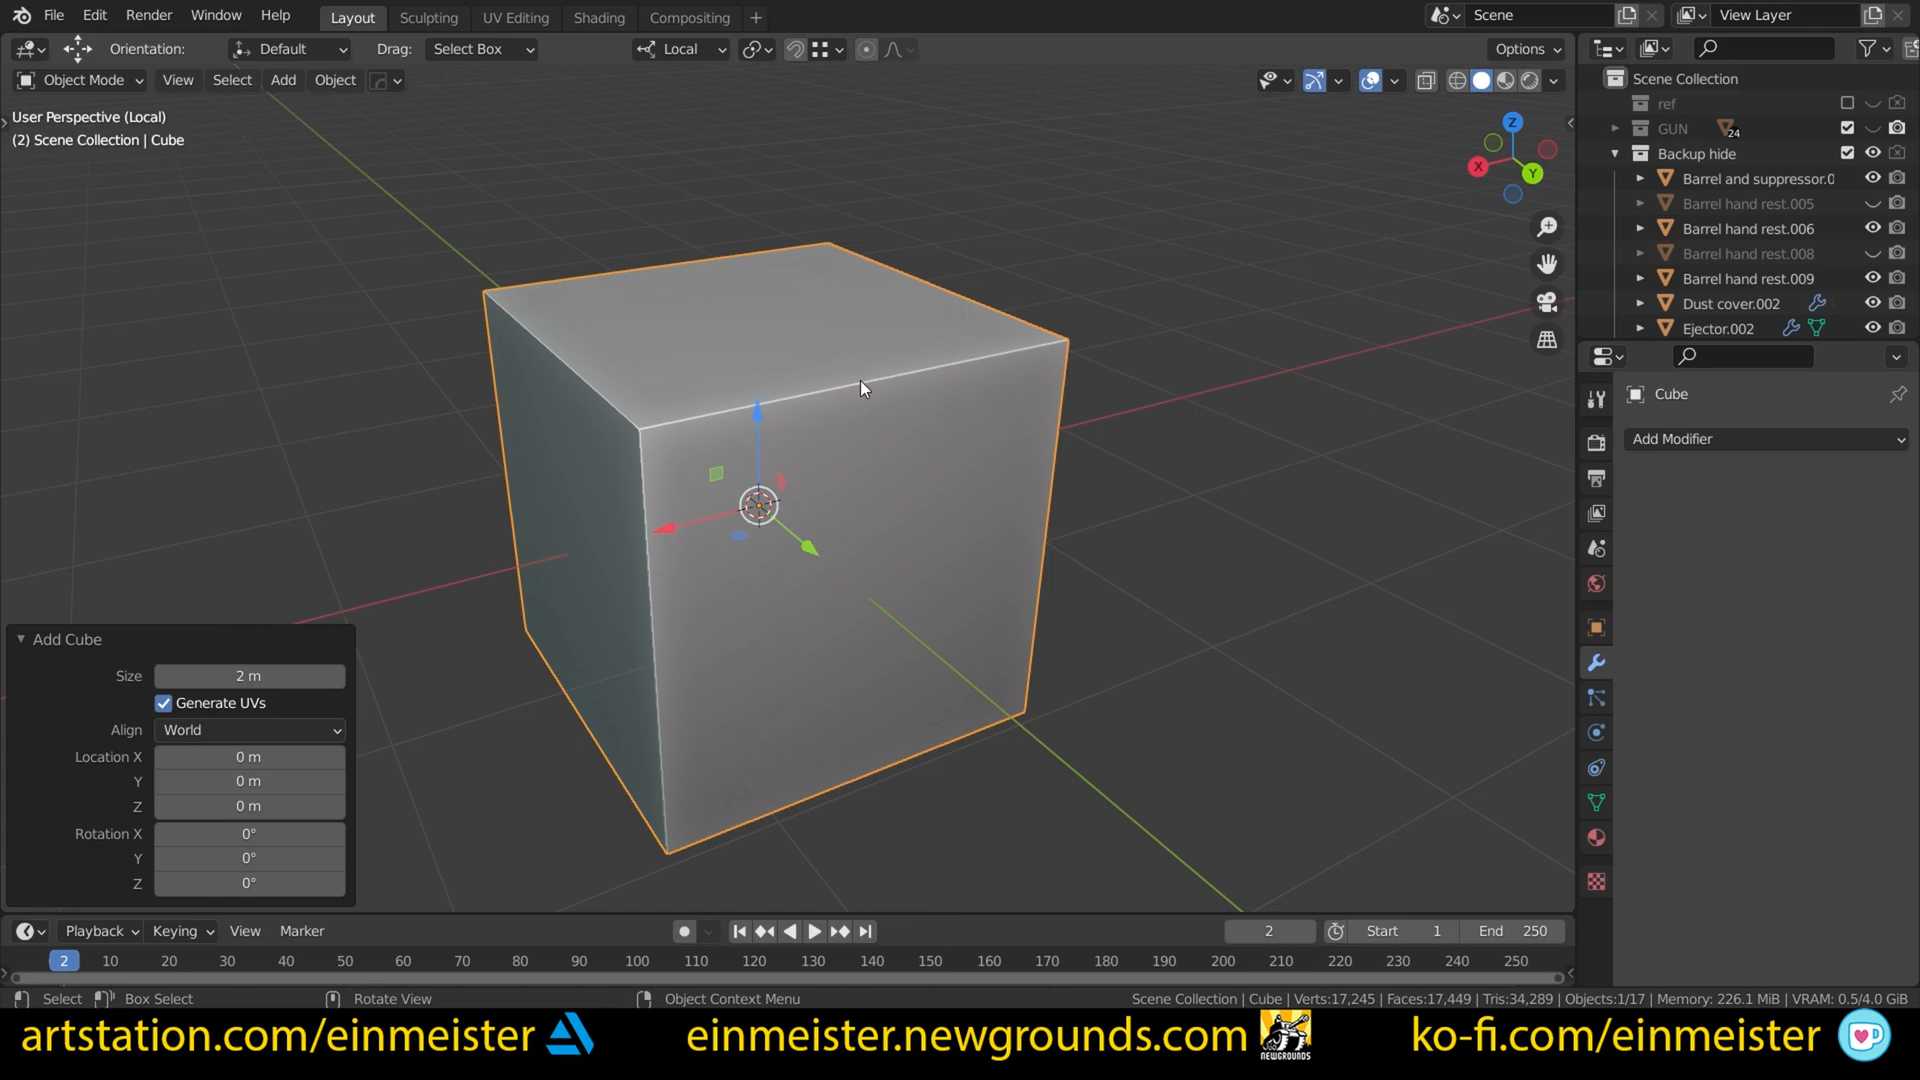 File Edit Render Window Help Layout Sculpting UV Editing Shading Compositing + Scene View Layer
Orientation: Default Drag: Select Box Local Options
Object Mode View Select Add Object
User Perspective (Local)
(2) Scene Collection | Cube
Z
X
Y
Scene Collection
ref
GUN 24
Backup hide
Barrel and suppressor.0
Barrel hand rest.005
Barrel hand rest.006
Barrel hand rest.008
Barrel hand rest.009
Dust cover.002
Ejector.002
Cube
Add Modifier
Add Cube
Size 2 m
Generate UVs
Align World
Location X 0 m
Y 0 m
Z 0 m
Rotation X 0°
Y 0°
Z 0°
Playback Keying View Marker 2 Start 1 End 250
2 10 20 30 40 50 60 70 80 90 100 110 120 130 140 150 160 170 180 190 200 210 220 230 240 250
Select Box Select Rotate View Object Context Menu Scene Collection | Cube | Verts:17,245 | Faces:17,449 | Tris:34,289 | Objects:1/17 | Memory: 226.1 MiB | VRAM: 0.5/4.0 GiB
artstation.com/einmeister einmeister.newgrounds.com NEWGROUNDS ko-fi.com/einmeister